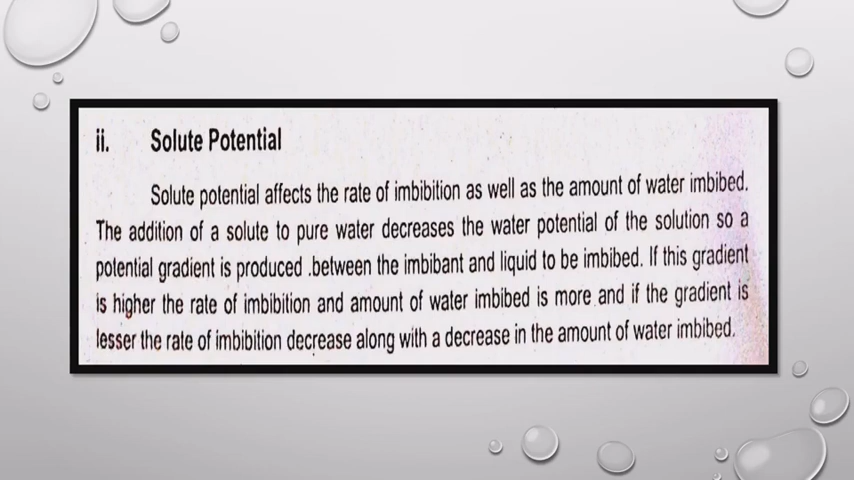 ii. Solute Potential
Solute potential affects the rate of imbibition as well as the amount of water imbibed.
The addition of a solute to pure water decreases the water potential of the solution so a
potential gradient is produced .between the imbibant and liquid to be imbibed. If this gradient
is higher the rate of imbibition and amount of water imbibed is more and if the gradient is
lesser the rate of imbibition decrease along with a decrease in the amount of water imbibed.